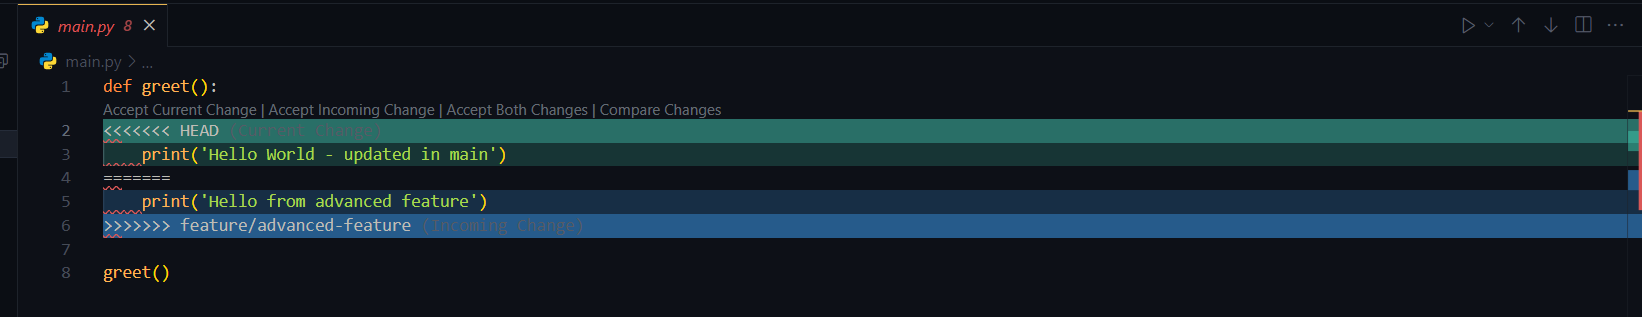 main.py 8
main.py > ...
1 def greet():
Accept Current Change | Accept Incoming Change | Accept Both Changes | Compare Changes
2 <<<<<<< HEAD (Current Change)
3     print('Hello World - updated in main')
4 =======
5     print('Hello from advanced feature')
6 >>>>>>> feature/advanced-feature (Incoming Change)
7
8 greet()